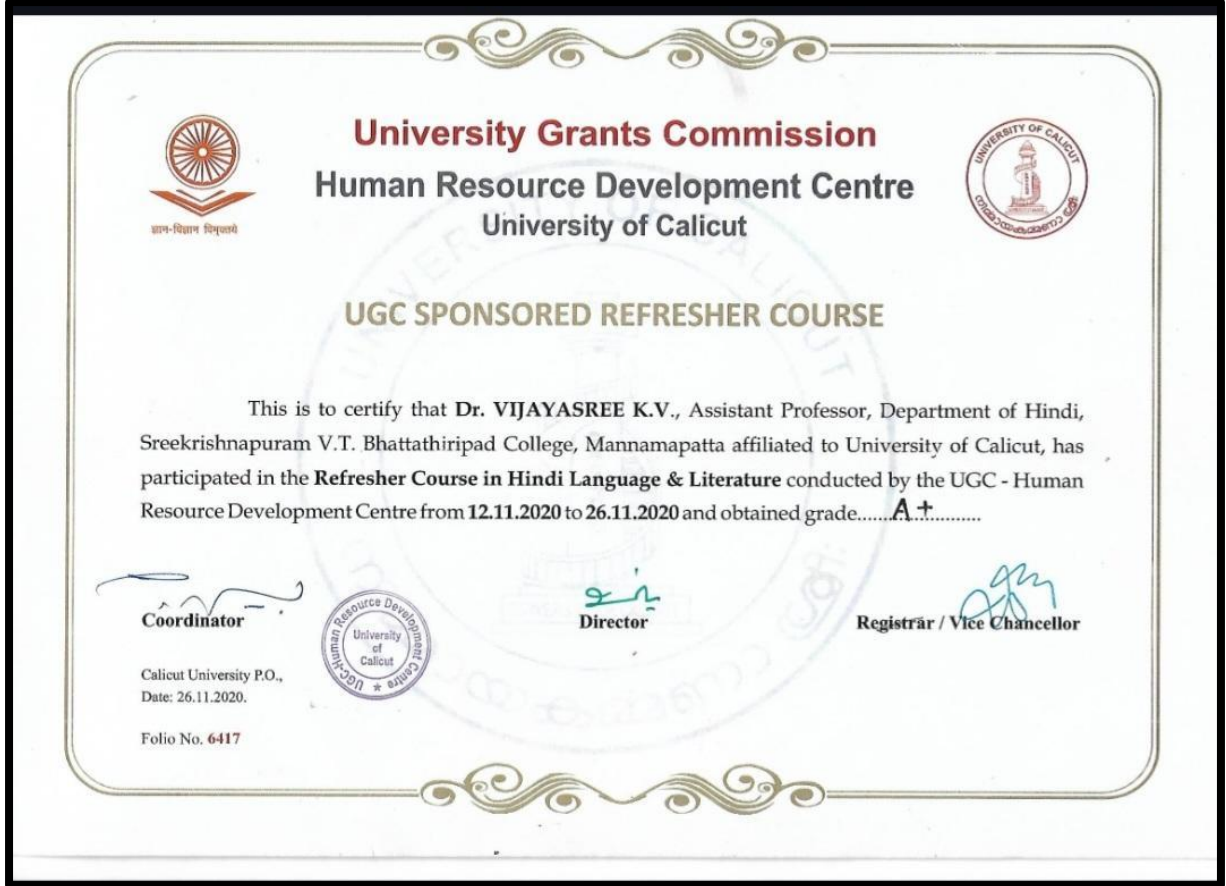 University Grants Commission
Human Resource Development Centre
University of Calicut
ज्ञान-विज्ञान विमुक्तये
UNIVERSITY OF CALICUT
നിർമ്മായകർമ്മണാ ശ്രീ
UGC SPONSORED REFRESHER COURSE
This is to certify that Dr. VIJAYASREE K.V., Assistant Professor, Department of Hindi,
Sreekrishnapuram V.T. Bhattathiripad College, Mannamapatta affiliated to University of Calicut, has
participated in the Refresher Course in Hindi Language & Literature conducted by the UGC - Human
Resource Development Centre from 12.11.2020 to 26.11.2020 and obtained grade.......A+..........
Coordinator
Director
Registrar / Vice Chancellor
UGC-Human Resource Development Centre
University
of
Calicut
Calicut University P.O.,
Date: 26.11.2020.
Folio No. 6417